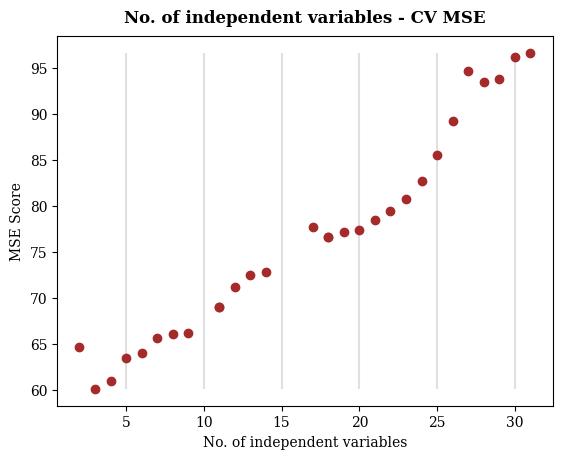 No. of independent variables - CV MSE
95
90
85
80
75
70
65
60
MSE Score
5 10 15 20 25 30
No. of independent variables